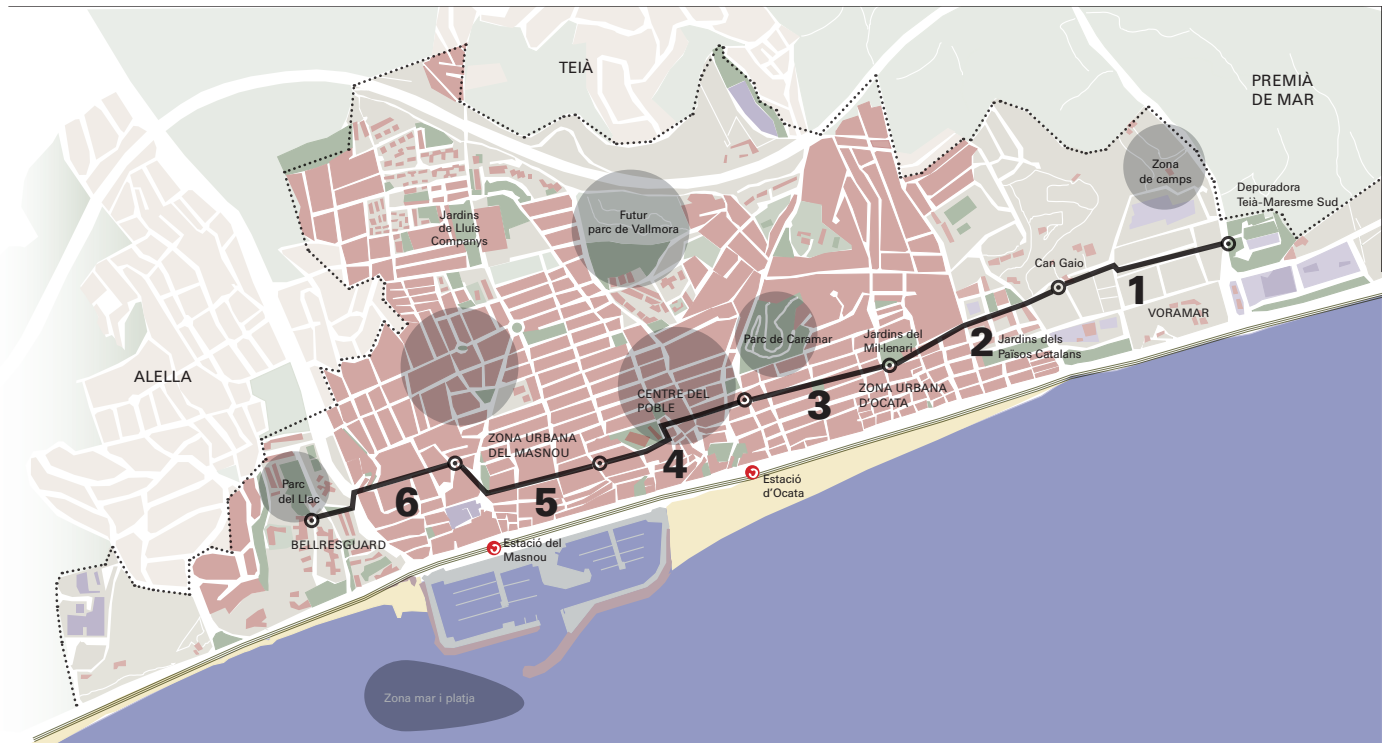 TEIÀ
PREMIÀ
DE MAR
Zona
de camps
Depuradora
Teià-Maresme Sud
Jardins
de Lluís
Companys
Futur
parc de Vallmora
Can Gaio
1
VORAMAR
2
Jardins dels
Països Catalans
Parc de Caramar
Jardins del
Mil·lenari
ALELLA
CENTRE DEL
POBLE
3
ZONA URBANA
D'OCATA
ZONA URBANA
DEL MASNOU
4
Estació
d'Ocata
Parc
del Llac
6
5
BELLRESGUARD
Estació del
Masnou
Zona mar i platja